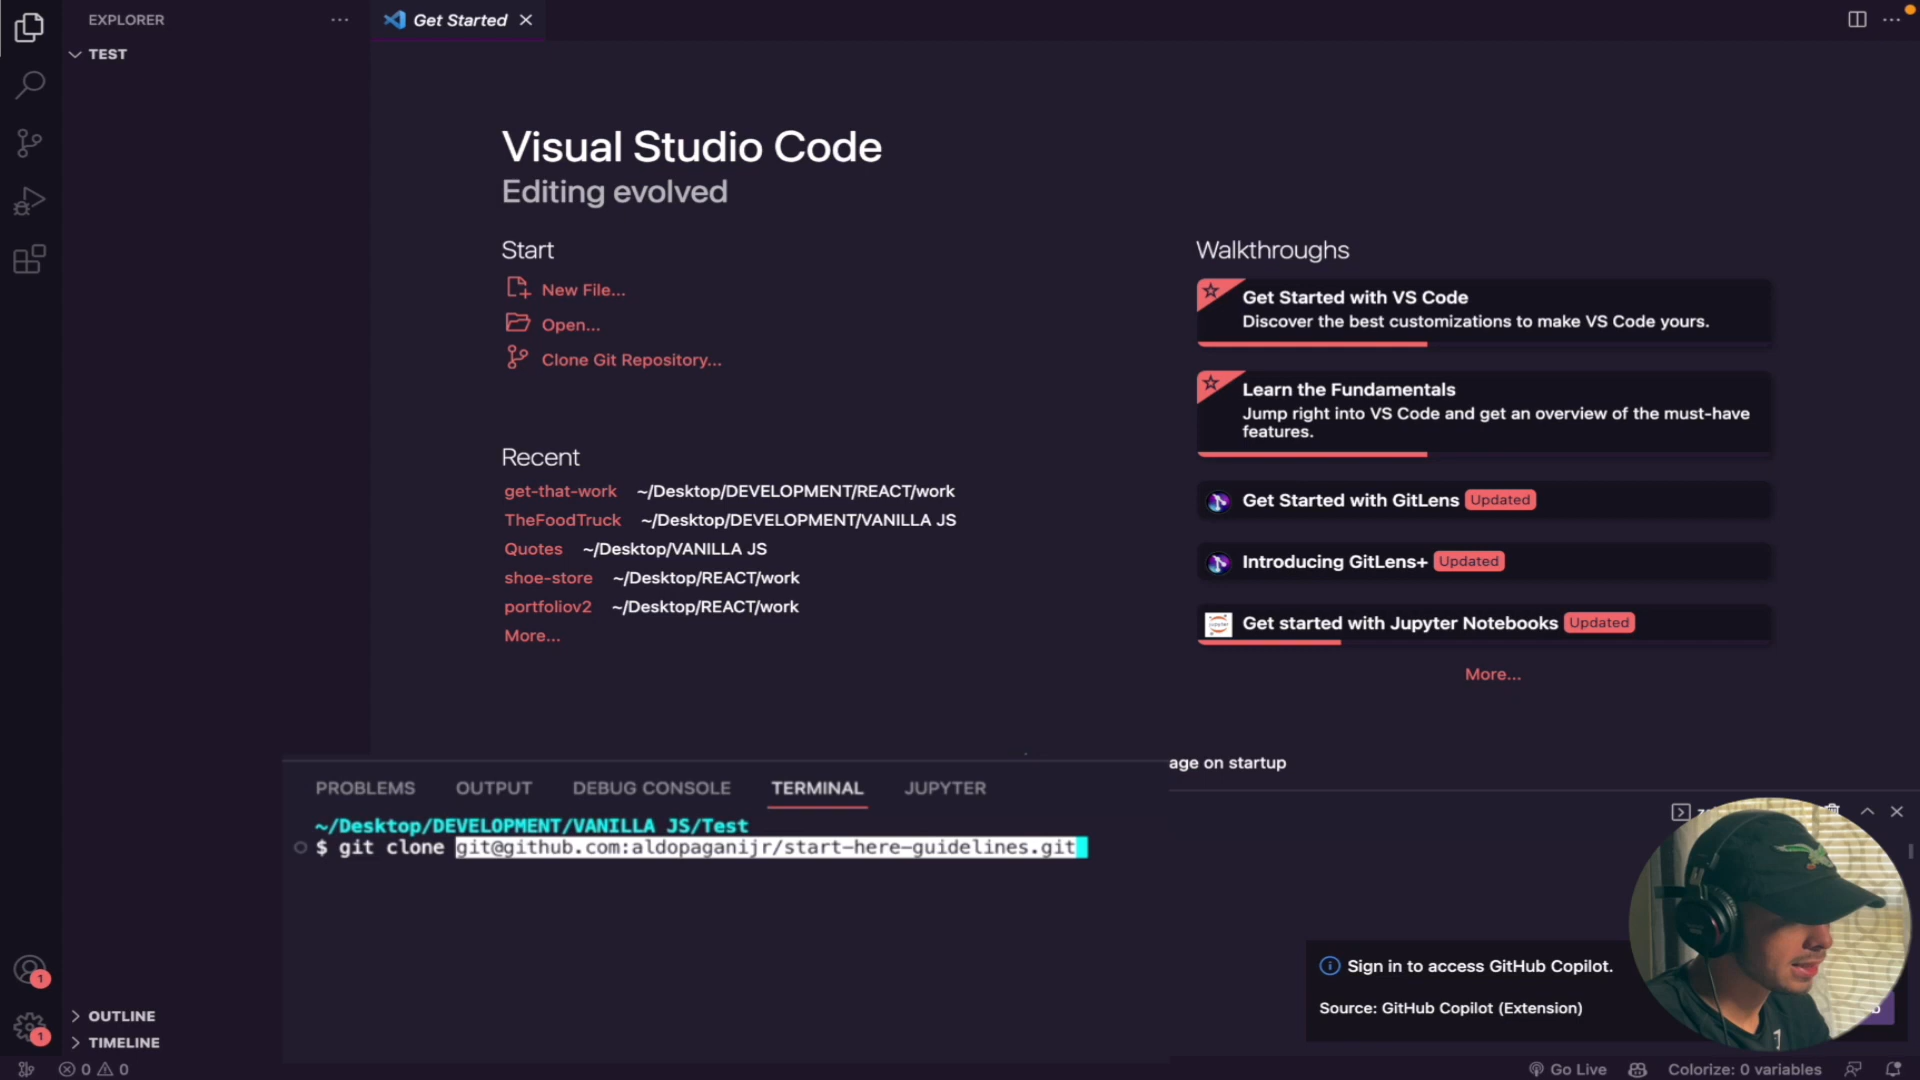 EXPLORER
TEST
Get Started
Visual Studio Code
Editing evolved
Start
New File...
Open...
Clone Git Repository...
Recent
get-that-work ~/Desktop/DEVELOPMENT/REACT/work
TheFoodTruck ~/Desktop/DEVELOPMENT/VANILLA JS
Quotes ~/Desktop/VANILLA JS
shoe-store ~/Desktop/REACT/work
portfoliov2 ~/Desktop/REACT/work
More...
Walkthroughs
Get Started with VS Code
Discover the best customizations to make VS Code yours.
Learn the Fundamentals
Jump right into VS Code and get an overview of the must-have
features.
Get Started with GitLens Updated
Introducing GitLens+ Updated
Get started with Jupyter Notebooks Updated
More...
age on startup
PROBLEMS OUTPUT DEBUG CONSOLE TERMINAL JUPYTER
~/Desktop/DEVELOPMENT/VANILLA JS/Test
$ git clone git@github.com:aldopaganijr/start-here-guidelines.git
Sign in to access GitHub Copilot.
Source: GitHub Copilot (Extension)
1
1
OUTLINE
TIMELINE
0 0
Go Live
Colorize: 0 variables